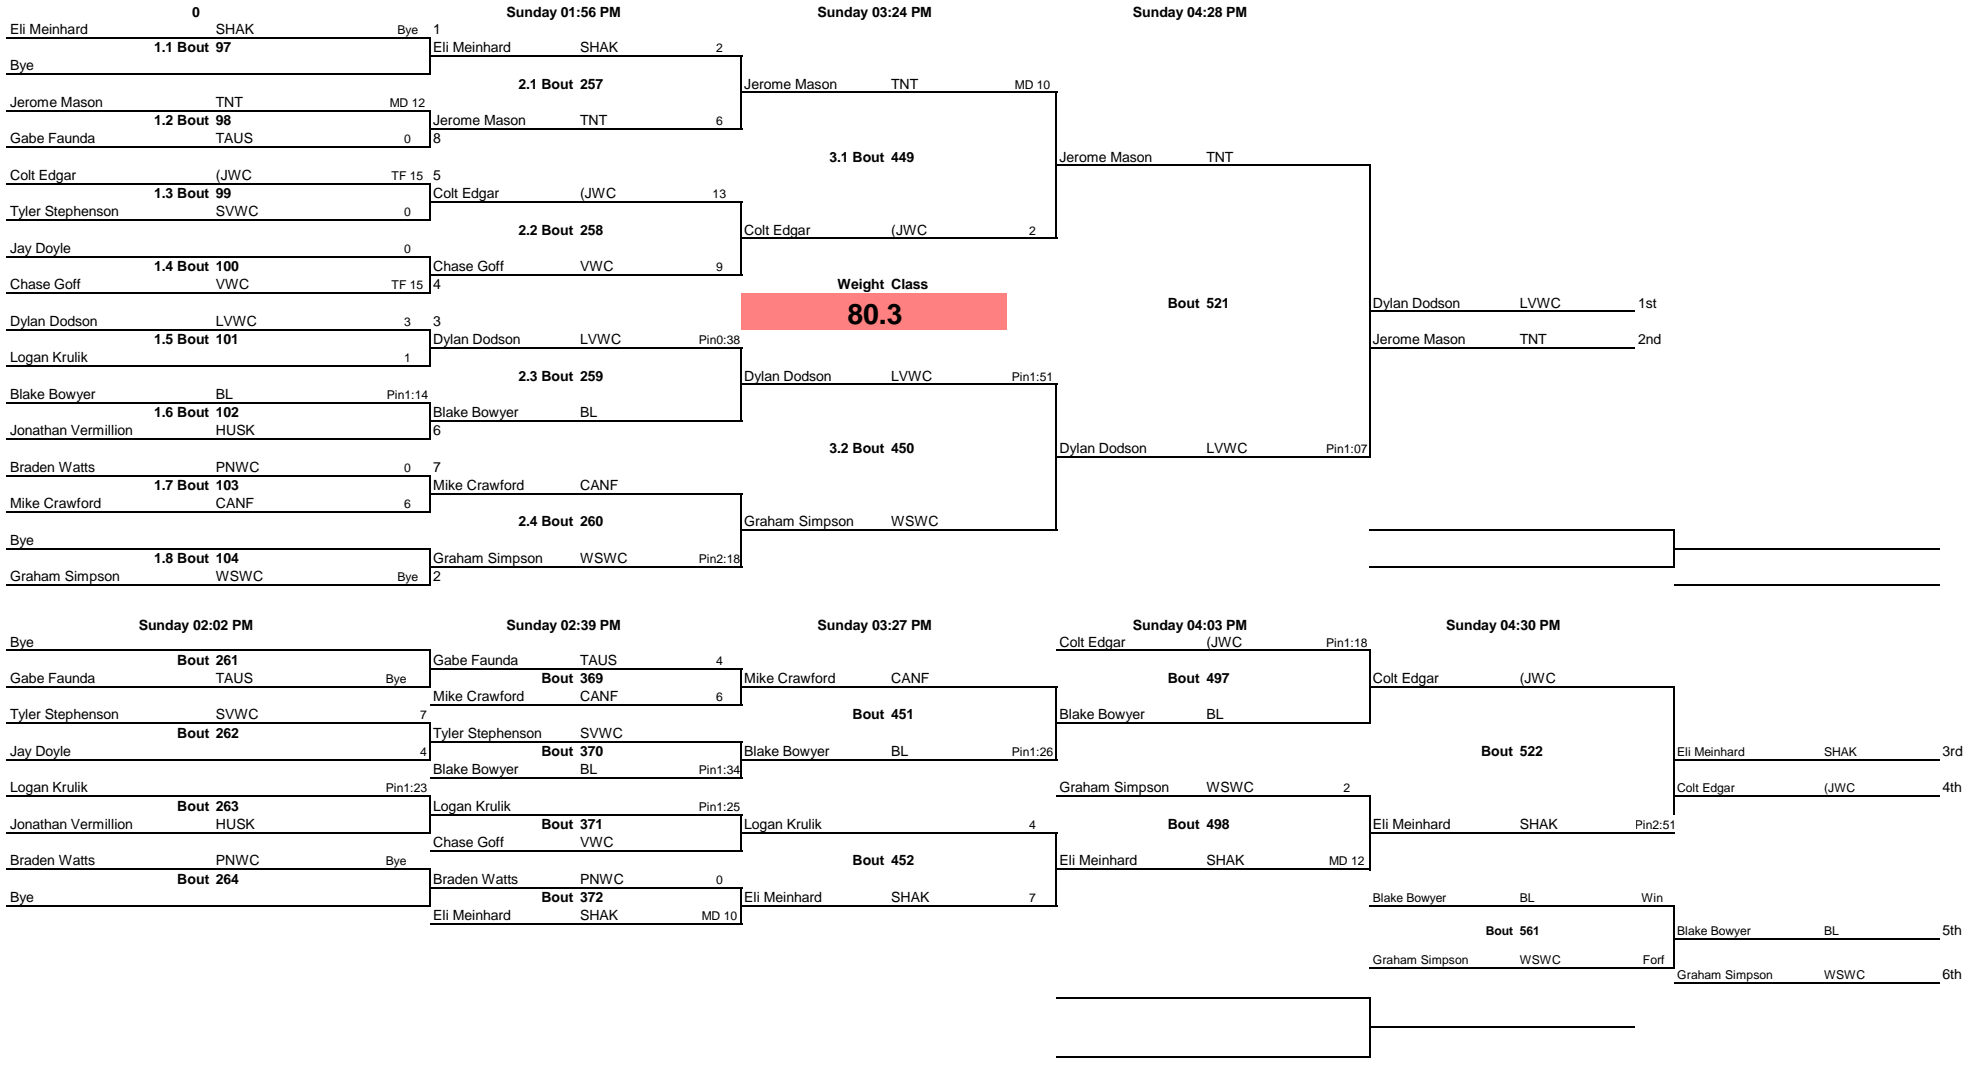 0 Sunday 01:56 PM Sunday 03:24 PM Sunday 04:28 PM
Eli Meinhard SHAK Bye 1
1.1 Bout 97 Eli Meinhard SHAK 2
Bye
2.1 Bout 257 Jerome Mason TNT MD 10
Jerome Mason TNT MD 12
1.2 Bout 98 Jerome Mason TNT 6
Gabe Faunda TAUS 0 8
3.1 Bout 449 Jerome Mason TNT
Colt Edgar (JWC TF 15 5
1.3 Bout 99 Colt Edgar (JWC 13
Tyler Stephenson SVWC 0
2.2 Bout 258 Colt Edgar (JWC 2
Jay Doyle 0
1.4 Bout 100 Chase Goff VWC 9
Chase Goff VWC TF 15 4 Weight Class
80.3 Bout 521 Dylan Dodson LVWC 1st
Dylan Dodson LVWC 3 3
1.5 Bout 101 Dylan Dodson LVWC Pin0:38 Jerome Mason TNT 2nd
Logan Krulik 1
2.3 Bout 259 Dylan Dodson LVWC Pin1:51
Blake Bowyer BL Pin1:14
1.6 Bout 102 Blake Bowyer BL
Jonathan Vermillion HUSK 6
3.2 Bout 450 Dylan Dodson LVWC Pin1:07
Braden Watts PNWC 0 7
1.7 Bout 103 Mike Crawford CANF
Mike Crawford CANF 6
2.4 Bout 260 Graham Simpson WSWC
Bye
1.8 Bout 104 Graham Simpson WSWC Pin2:18
Graham Simpson WSWC Bye 2
Sunday 02:02 PM Sunday 02:39 PM Sunday 03:27 PM Sunday 04:03 PM Sunday 04:30 PM
Bye Colt Edgar (JWC Pin1:18
Bout 261 Gabe Faunda TAUS 4
Gabe Faunda TAUS Bye Bout 369 Mike Crawford CANF Bout 497 Colt Edgar (JWC
Mike Crawford CANF 6
Tyler Stephenson SVWC 7 Bout 451 Blake Bowyer BL
Bout 262 Tyler Stephenson SVWC
Jay Doyle 4 Bout 370 Blake Bowyer BL Pin1:26 Bout 522 Eli Meinhard SHAK 3rd
Blake Bowyer BL Pin1:34
Logan Krulik Pin1:23 Graham Simpson WSWC 2 Colt Edgar (JWC 4th
Bout 263 Logan Krulik Pin1:25
Jonathan Vermillion HUSK Bout 371 Logan Krulik 4 Bout 498 Eli Meinhard SHAK Pin2:51
Chase Goff VWC
Braden Watts PNWC Bye Bout 452 Eli Meinhard SHAK MD 12
Bout 264 Braden Watts PNWC 0
Bye Bout 372 Eli Meinhard SHAK 7 Blake Bowyer BL Win
Eli Meinhard SHAK MD 10
Bout 561 Blake Bowyer BL 5th
Graham Simpson WSWC Forf
Graham Simpson WSWC 6th